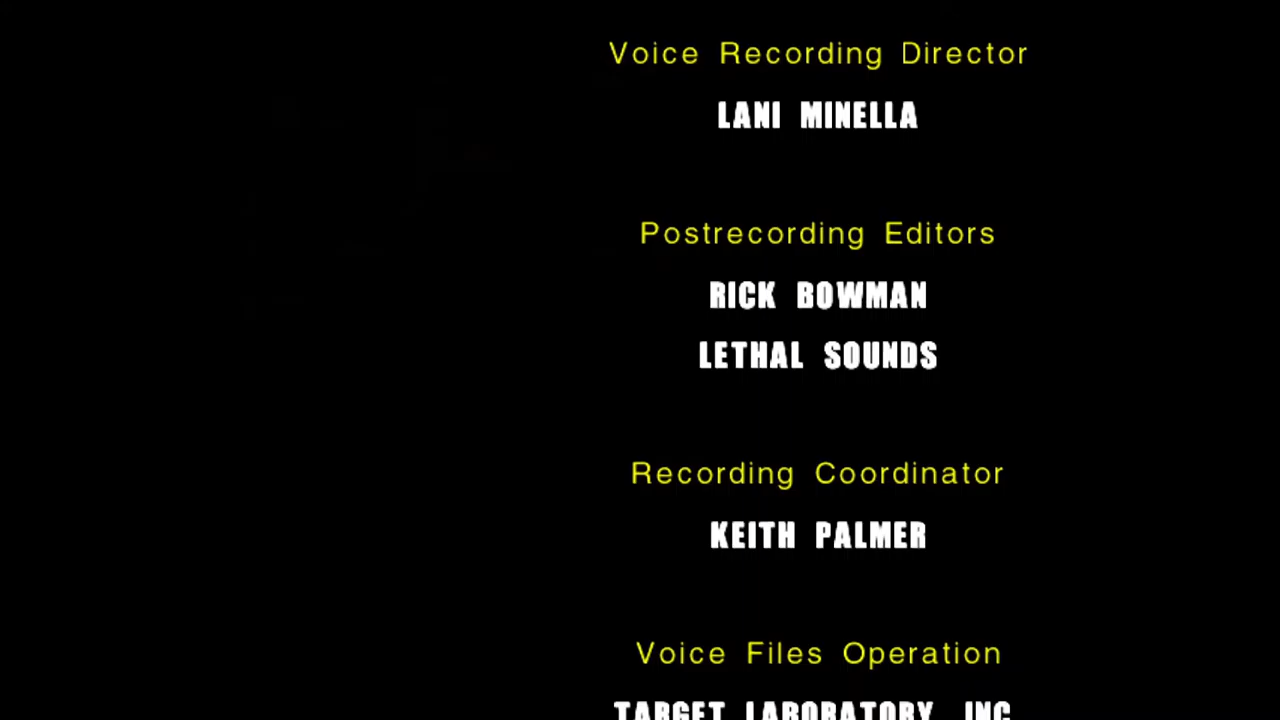 Voice Recording Director
LANI MINELLA
Postrecording Editors
RICK BOWMAN
LETHAL SOUNDS
Recording Coordinator
KEITH PALMER
Voice Files Operation
TARGET LABORATORY, INC